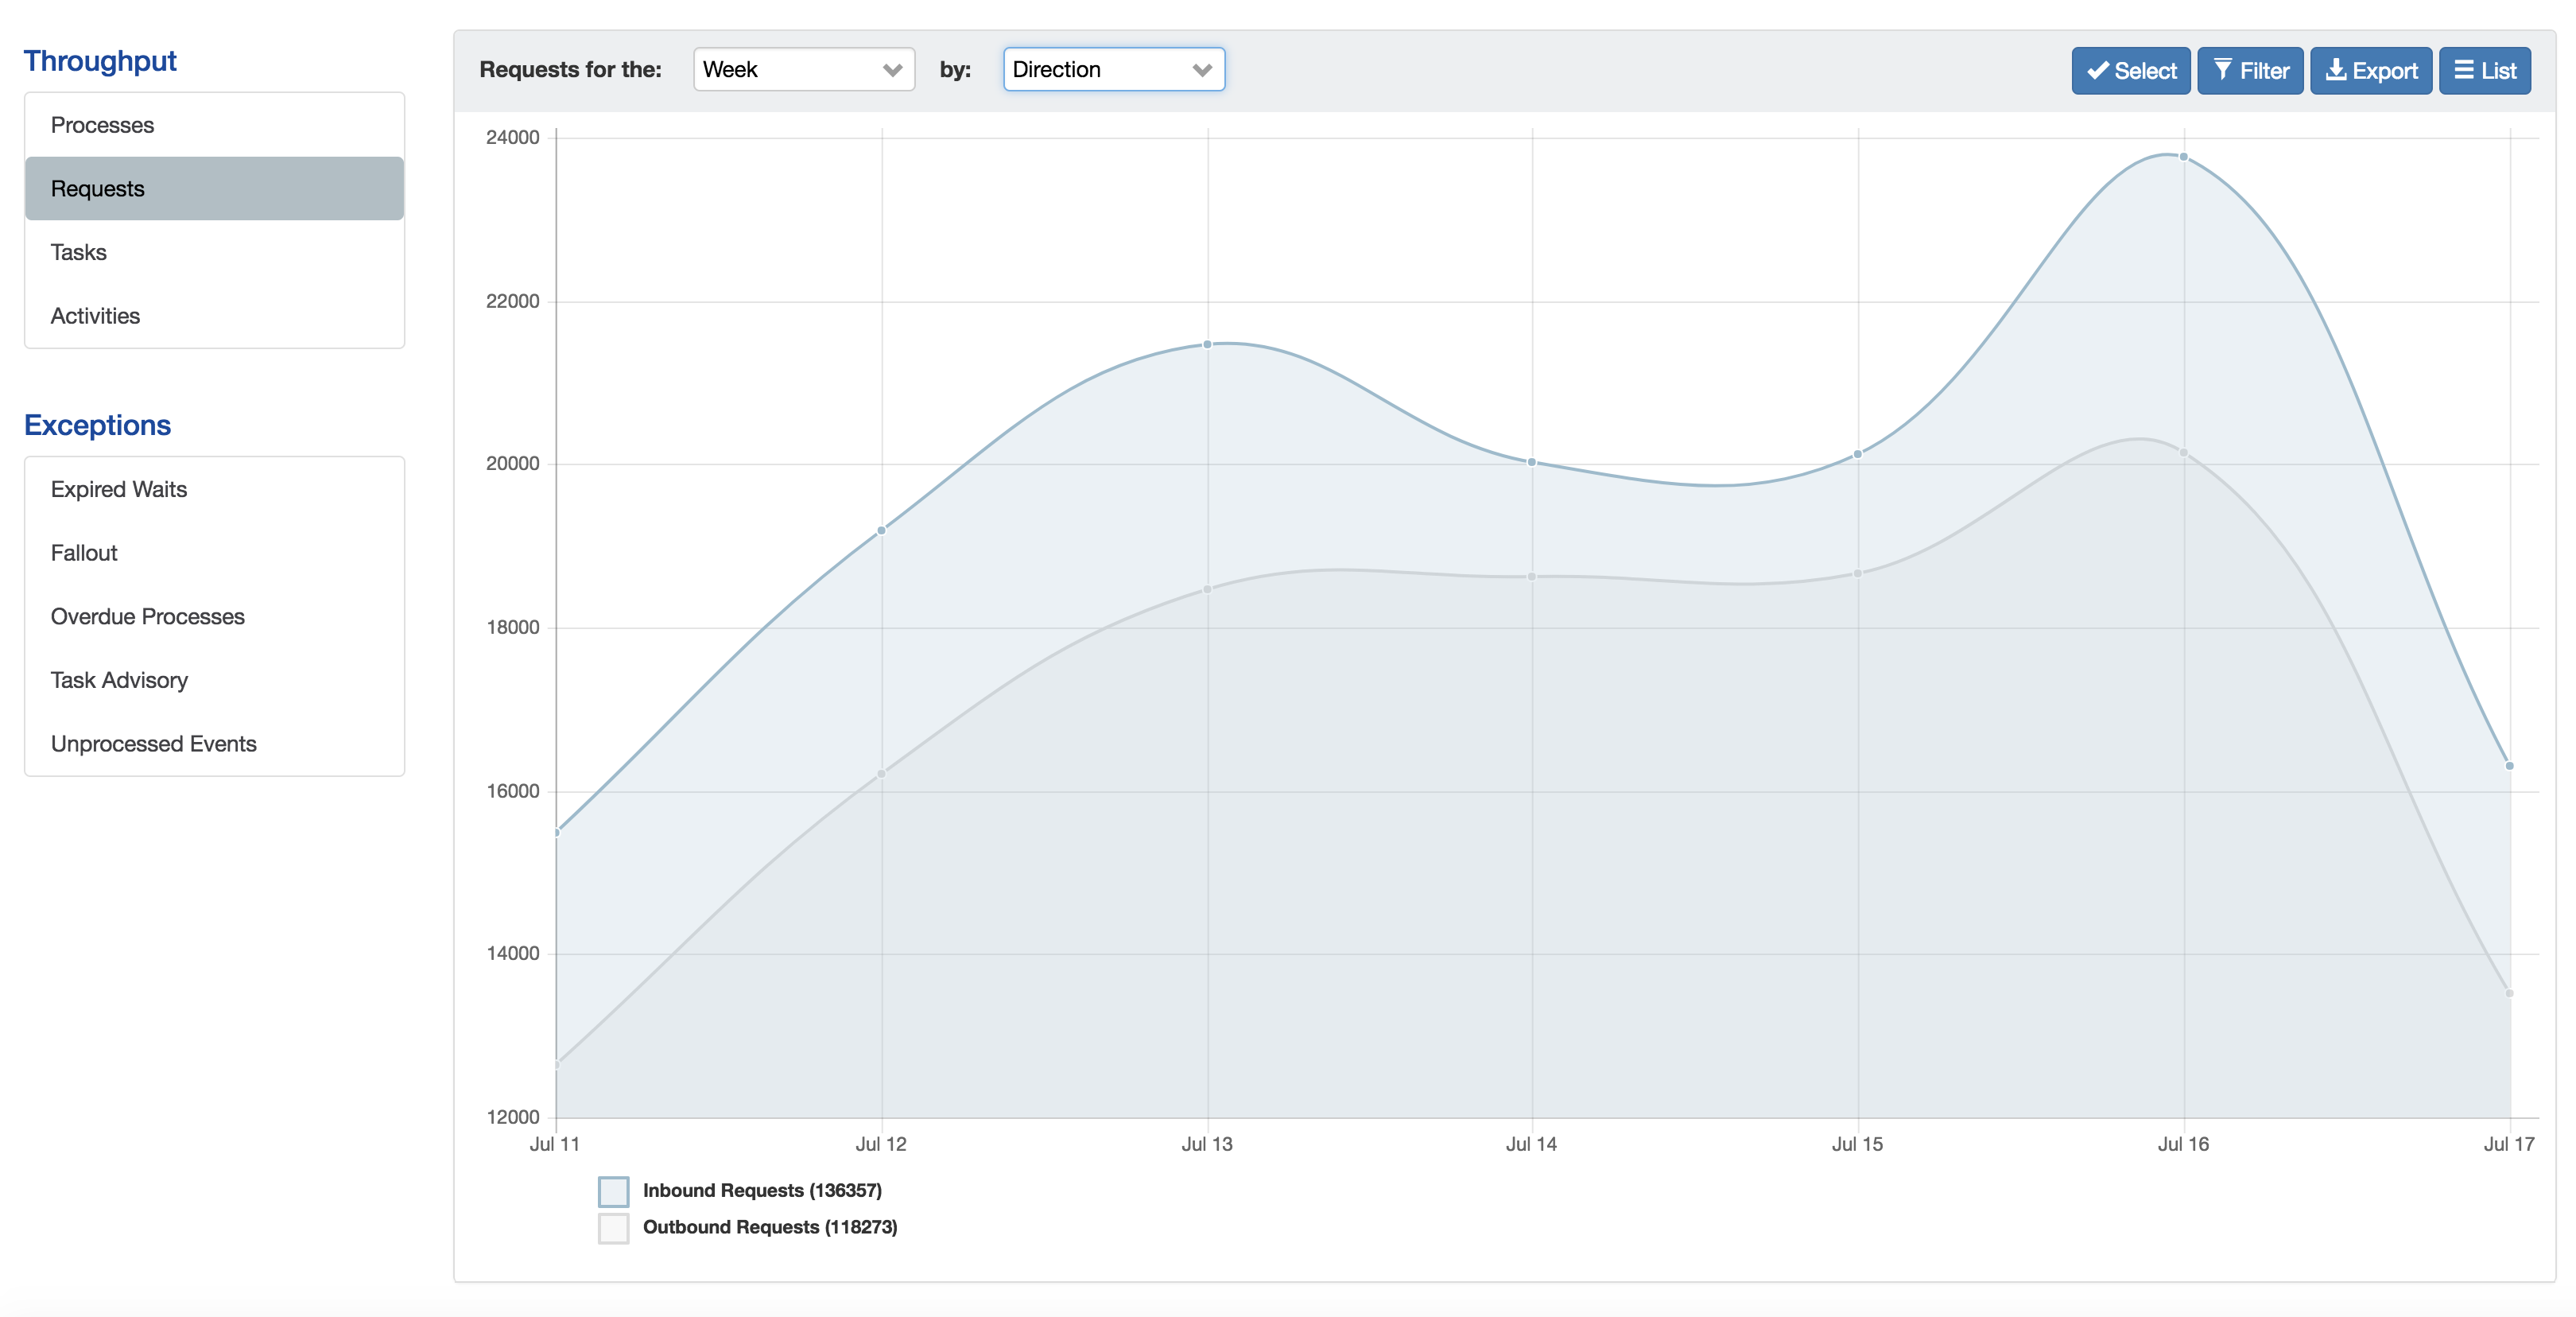 Throughput
Processes
Requests
Tasks
Activities
Exceptions
Expired Waits
Fallout
Overdue Processes
Task Advisory
Unprocessed Events
Requests for the: Week by: Direction Select Filter Export List
24000
22000
20000
18000
16000
14000
12000
Jul 11 Jul 12 Jul 13 Jul 14 Jul 15 Jul 16 Jul 17
Inbound Requests (136357)
Outbound Requests (118273)